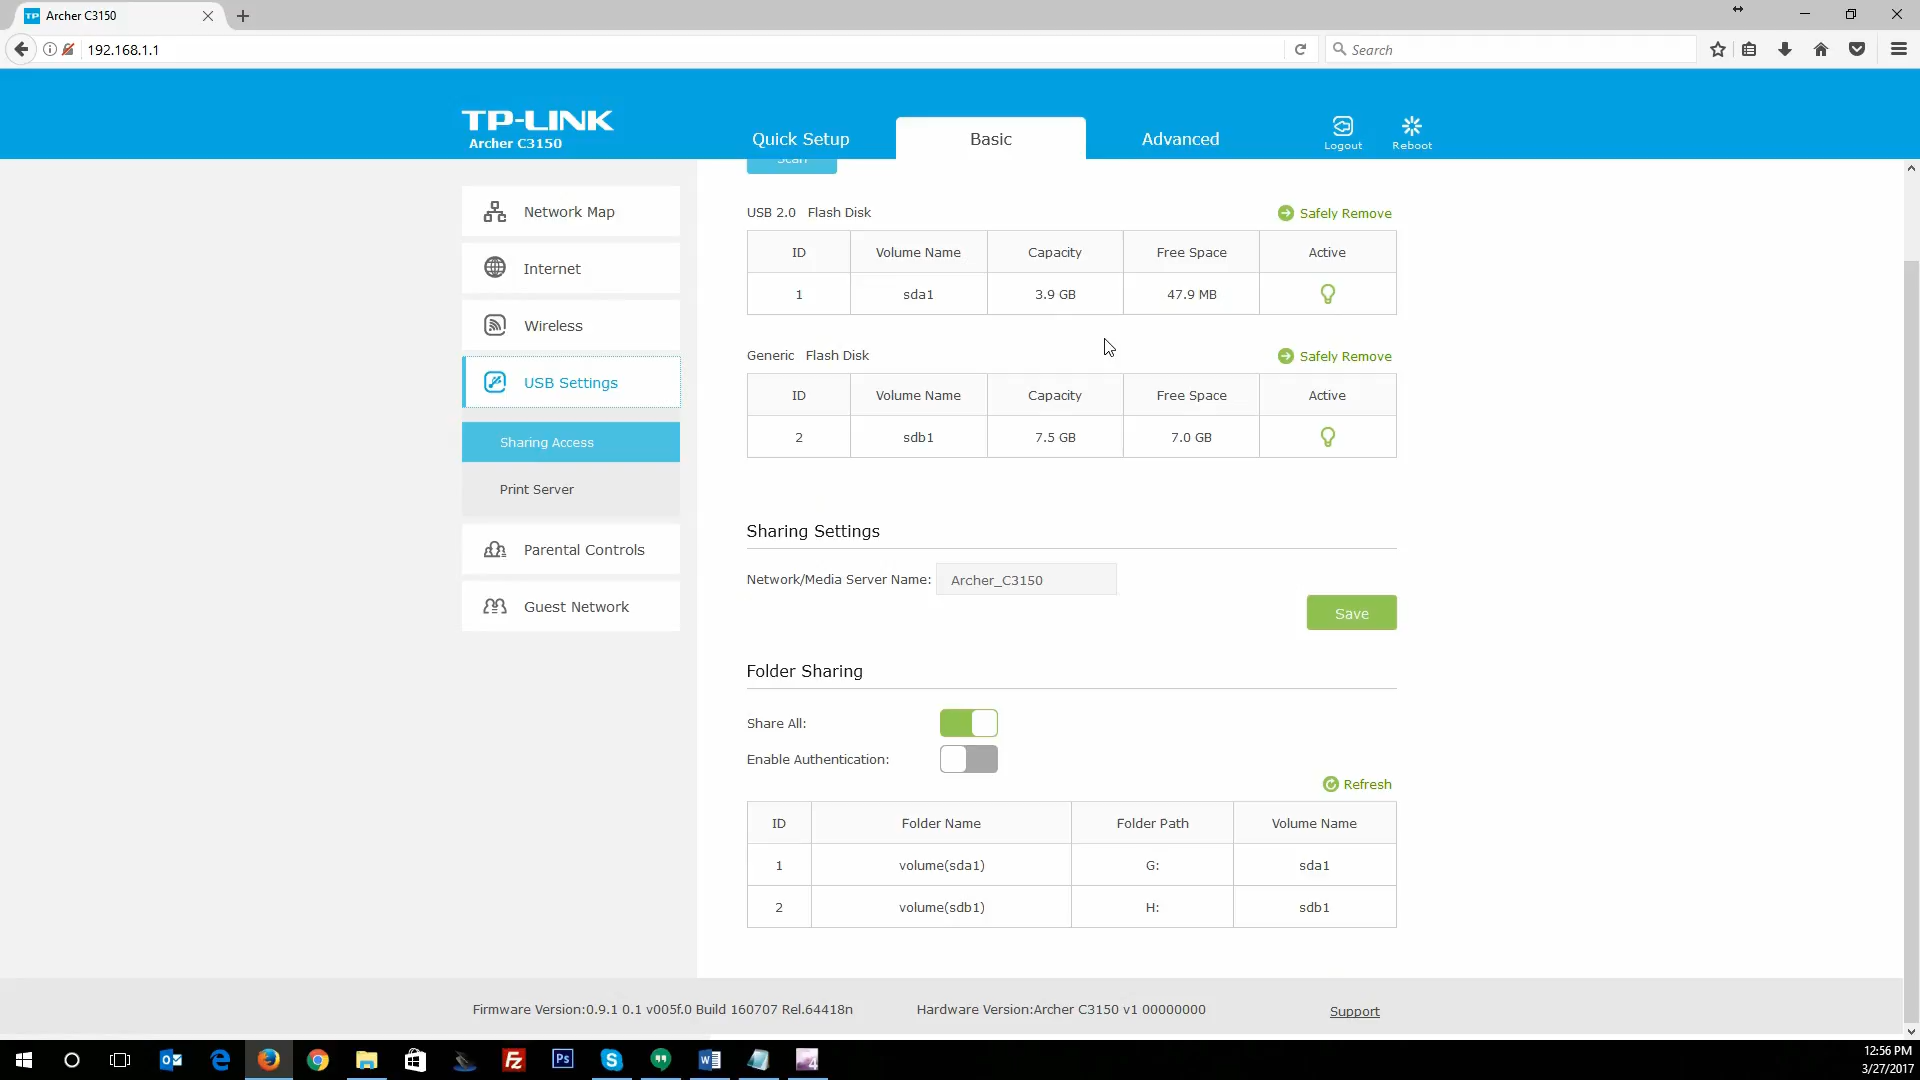 Archer C3150
192.168.1.1
Search
TP-LINK
Archer C3150
Quick Setup
Basic
Advanced
Logout
Reboot
Scan
Network Map
Internet
Wireless
USB Settings
Sharing Access
Print Server
Parental Controls
Guest Network
USB 2.0 Flash Disk
Safely Remove
ID Volume Name Capacity Free Space Active
1 sda1 3.9 GB 47.9 MB
Generic Flash Disk
Safely Remove
ID Volume Name Capacity Free Space Active
2 sdb1 7.5 GB 7.0 GB
Sharing Settings
Network/Media Server Name: Archer_C3150
Save
Folder Sharing
Share All:
Enable Authentication:
Refresh
ID Folder Name Folder Path Volume Name
1 volume(sda1) G: sda1
2 volume(sdb1) H: sdb1
Firmware Version:0.9.1 0.1 v005f.0 Build 160707 Rel.64418n Hardware Version:Archer C3150 v1 00000000 Support
12:56 PM
3/27/2017